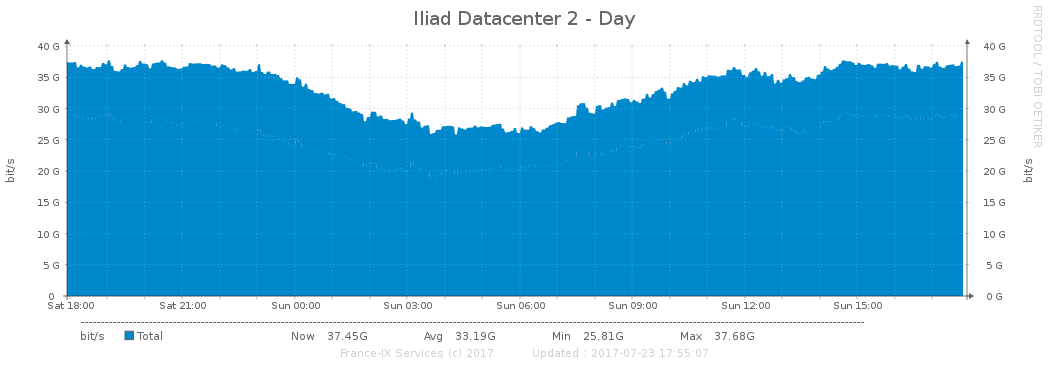 Iliad Datacenter 2 - Day
RRDTOOL / TOBI OETIKER
bit/s
40 G
35 G
30 G
25 G
20 G
15 G
10 G
5 G
0
40 G
35 G
30 G
25 G
20 G
15 G
10 G
5 G
0 G
bit/s
Sat 18:00 Sat 21:00 Sun 00:00 Sun 03:00 Sun 06:00 Sun 09:00 Sun 12:00 Sun 15:00
bit/s Total Now 37.45G Avg 33.19G Min 25.81G Max 37.68G
France-IX Services (c) 2017 Updated : 2017-07-23 17:55:07